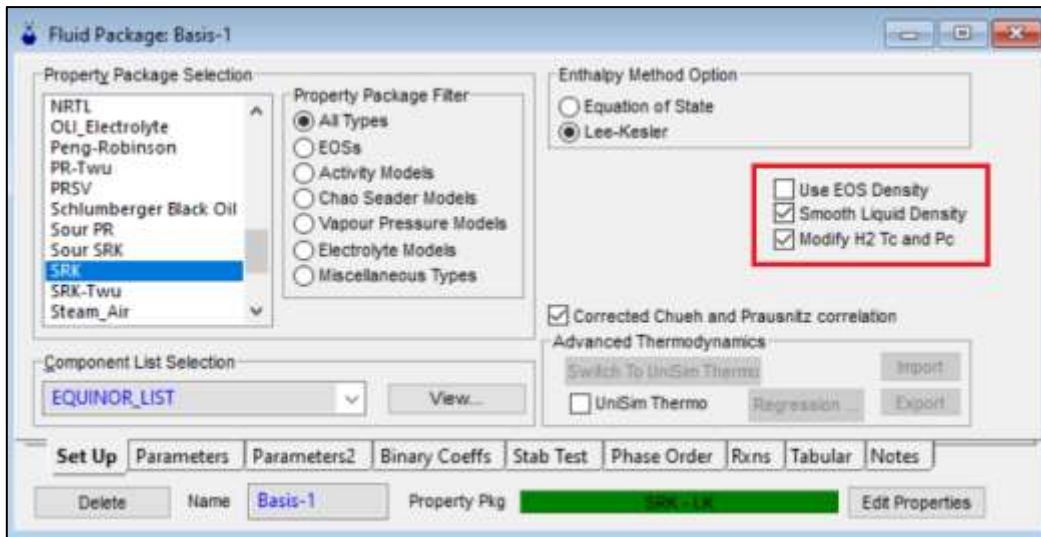 Fluid Package: Basis-1
Property Package Selection
NRTL
OLI_Electrolyte
Peng-Robinson
PR-Twu
PRSV
Schlumberger Black Oil
Sour PR
Sour SRK
SRK
SRK-Twu
Steam_Air
Property Package Filter
All Types
EOSs
Activity Models
Chao Seader Models
Vapour Pressure Models
Electrolyte Models
Miscellaneous Types
Enthalpy Method Option
Equation of State
Lee-Kesler
Use EOS Density
Smooth Liquid Density
Modify H2 Tc and Pc
Corrected Chueh and Prausnitz correlation
Advanced Thermodynamics
Switch To UniSim Thermo
Import
UniSim Thermo
Regression ...
Export
Component List Selection
EQUINOR_LIST
View...
Set Up Parameters Parameters2 Binary Coeffs Stab Test Phase Order Rxns Tabular Notes
Delete Name Basis-1 Property Pkg SRK - LK Edit Properties